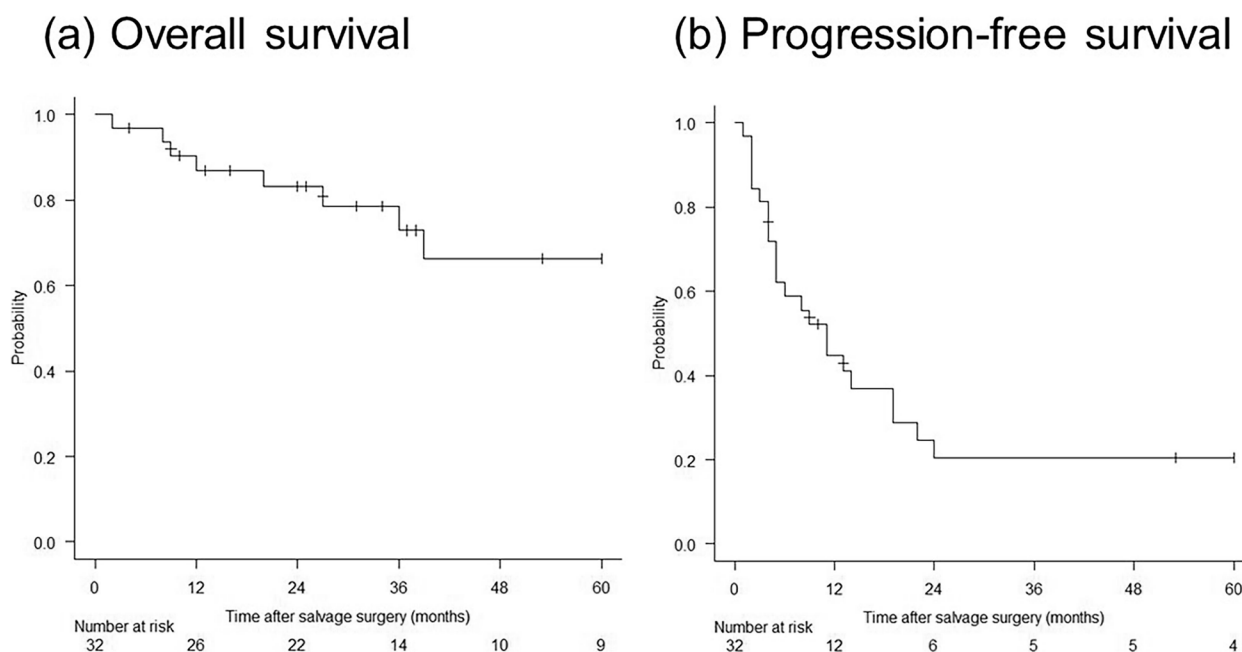 (a) Overall survival
1.0
0.8
0.6
0.4
0.2
0.0
Probability
0 12 24 36 48 60
Time after salvage surgery (months)
Number at risk
32 26 22 14 10 9
(b) Progression-free survival
1.0
0.8
0.6
0.4
0.2
0.0
Probability
0 12 24 36 48 60
Time after salvage surgery (months)
Number at risk
32 12 6 5 5 4